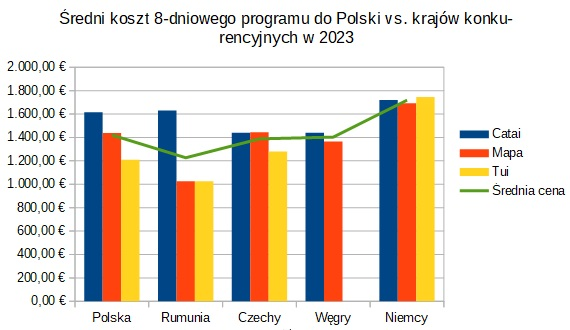 Średni koszt 8-dniowego programu do Polski vs. krajów konku-
rencyjnych w 2023
2.000,00 €
1.800,00 €
1.600,00 €
1.400,00 €
1.200,00 €
1.000,00 €
800,00 €
600,00 €
400,00 €
200,00 €
0,00 €
Polska Rumunia Czechy Węgry Niemcy
Catai
Mapa
Tui
Średnia cena